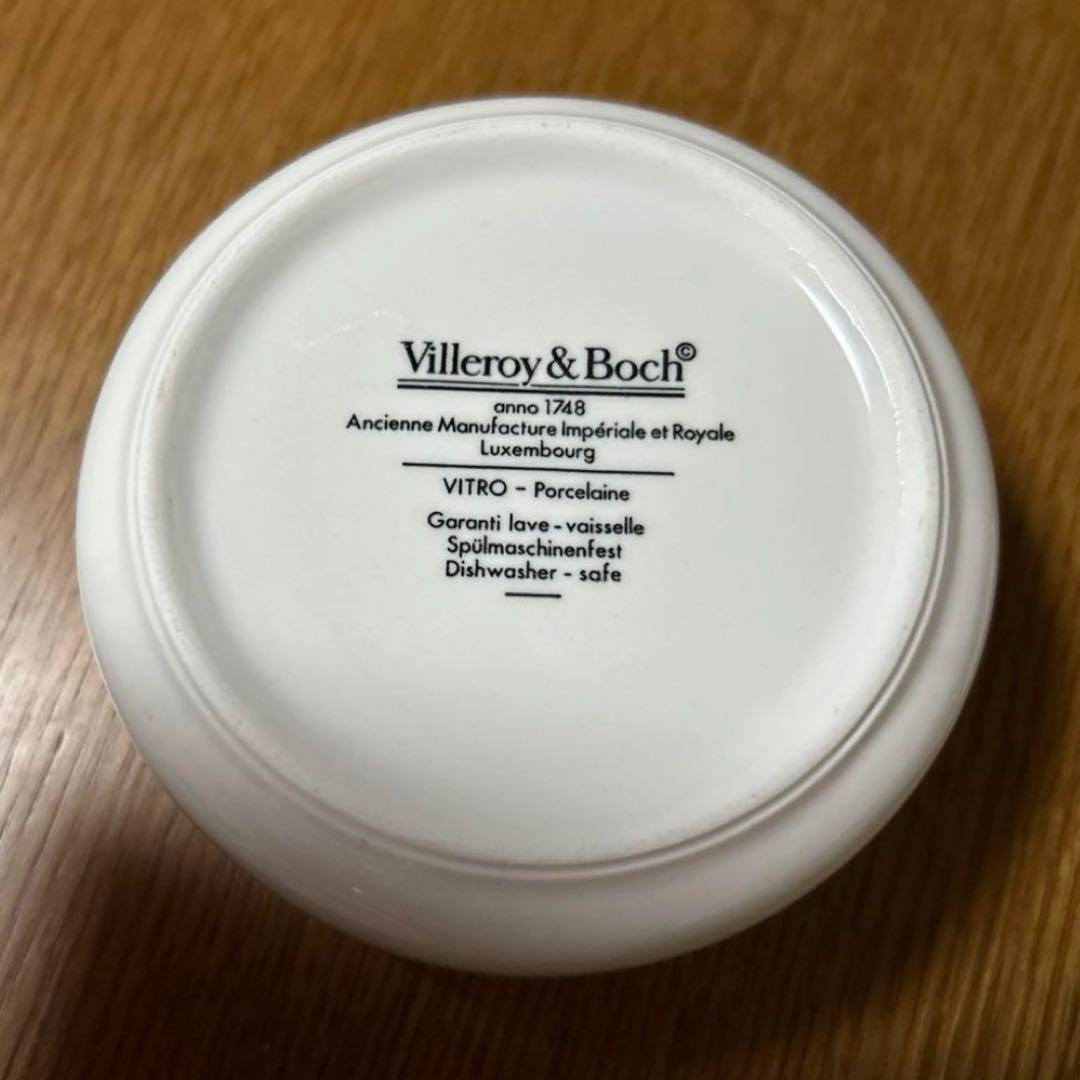 Villeroy & Boch©
anno 1748
Ancienne Manufacture Impériale et Royale
Luxembourg
VITRO – Porcelaine
Garanti lave - vaisselle
Spülmaschinenfest
Dishwasher - safe